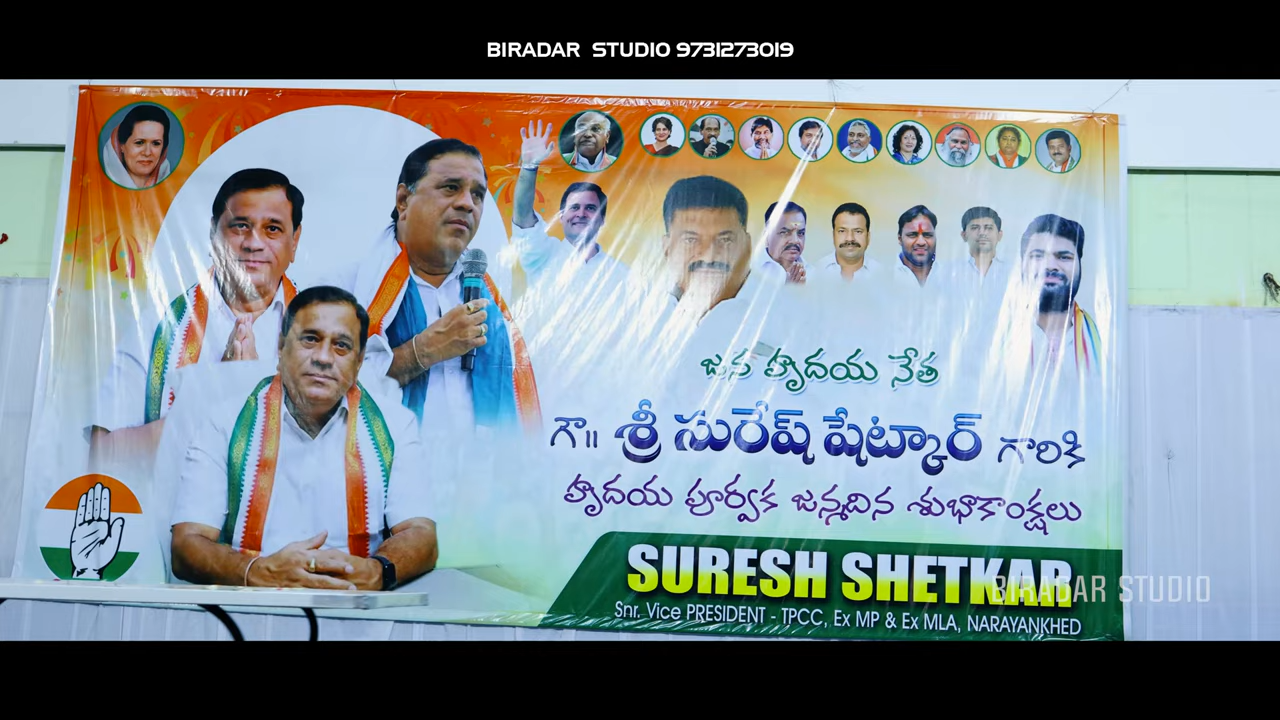 BIRADAR STUDIO 9731273019
జన హృదయ నేత
గౌ॥ శ్రీ సురేష్ షేట్కార్ గారికి
హృదయ పూర్వక జన్మదిన శుభాకాంక్షలు
SURESH SHETKAR
BIRADAR STUDIO
Snr. Vice PRESIDENT - TPCC, Ex MP & Ex MLA, NARAYANKHED